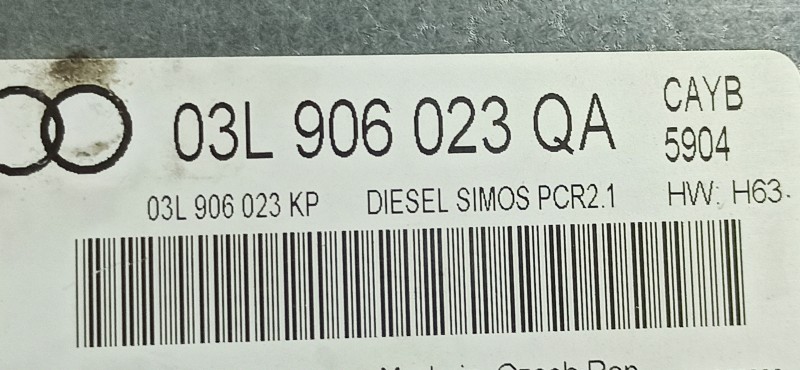 03L 906 023 QA CAYB
5904
03L 906 023 KP DIESEL SIMOS PCR2.1 HW: H63